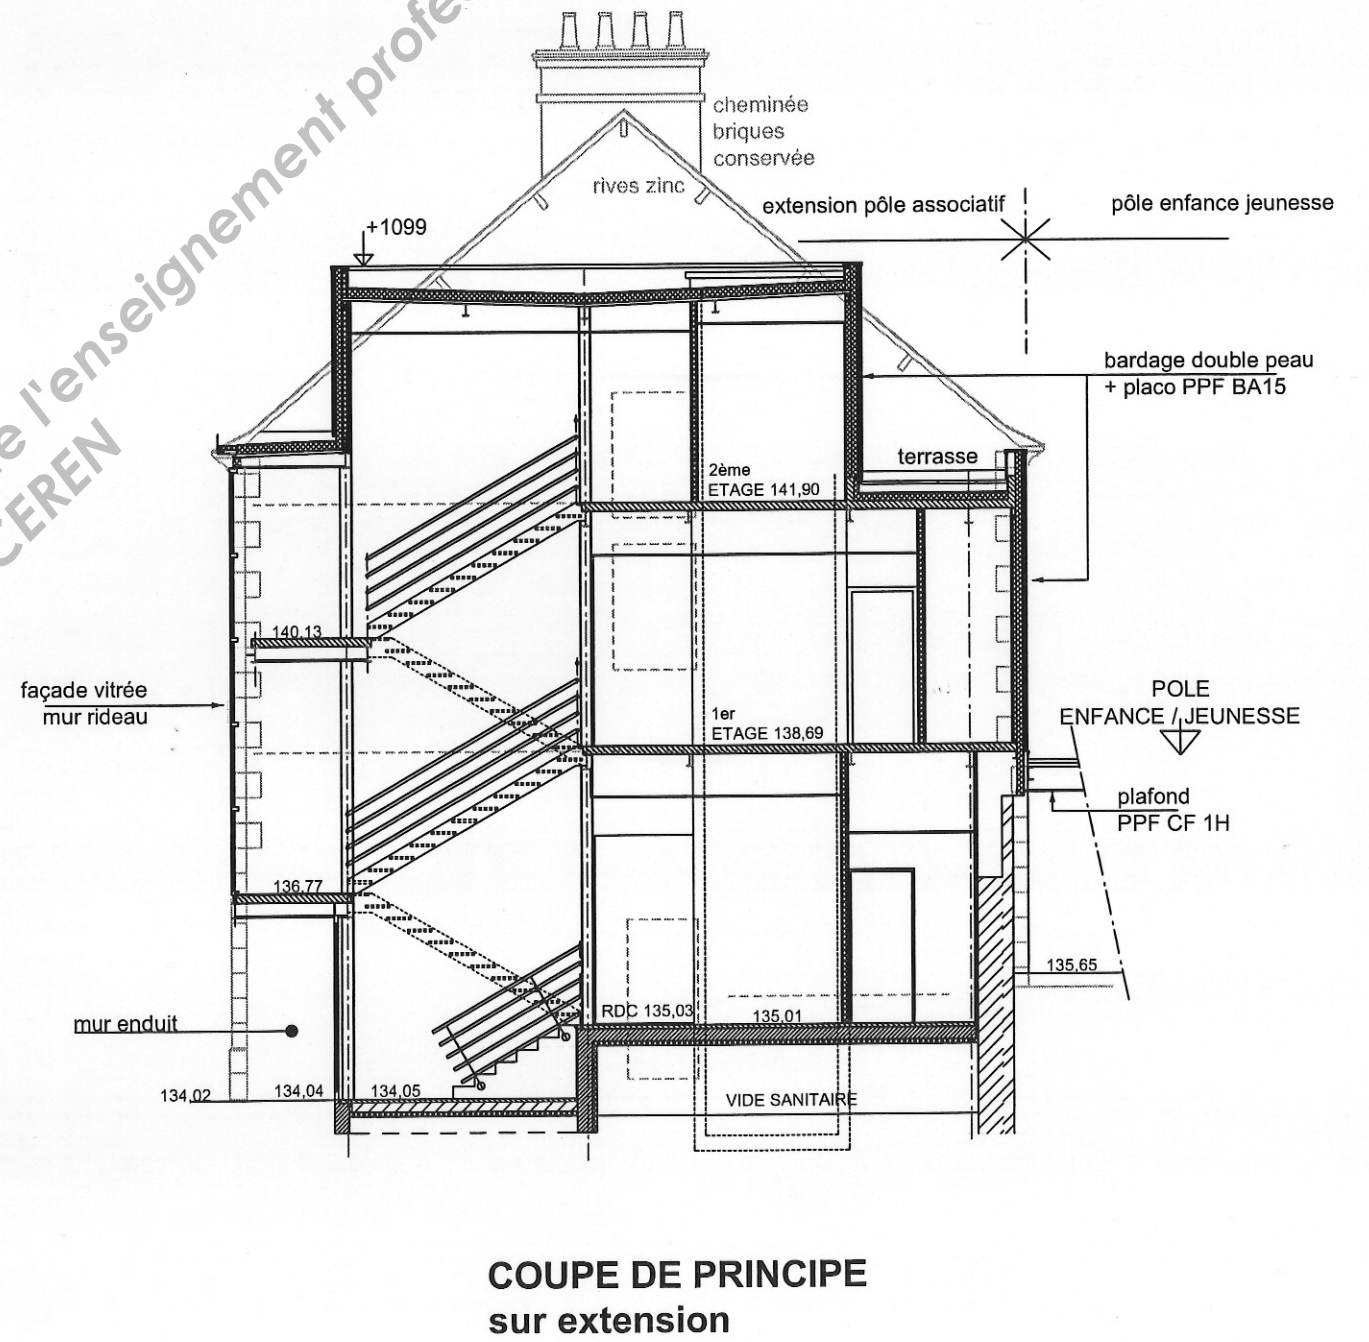 e l'enseignement profes
CEREN
cheminée
briques
conservée
rives zinc
extension pôle associatif
pôle enfance jeunesse
+1099
bardage double peau
+ placo PPF BA15
terrasse
2ème
ETAGE 141,90
140,13
façade vitrée
mur rideau
1er
ETAGE 138,69
POLE
ENFANCE / JEUNESSE
plafond
PPF CF 1H
136,77
135,65
RDC 135,03
135,01
mur enduit
134,02
134,04
134,05
VIDE SANITAIRE
COUPE DE PRINCIPE
sur extension